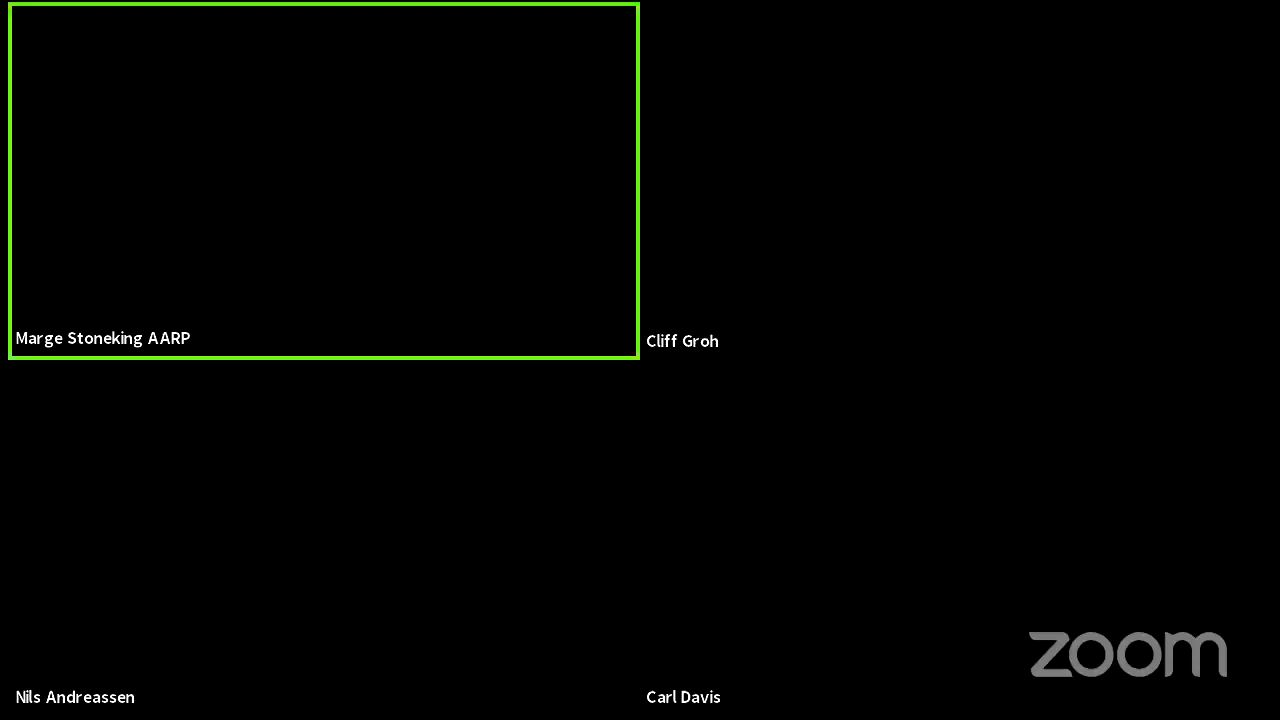 Marge Stoneking AARP
Cliff Groh
zoom
Nils Andreassen
Carl Davis